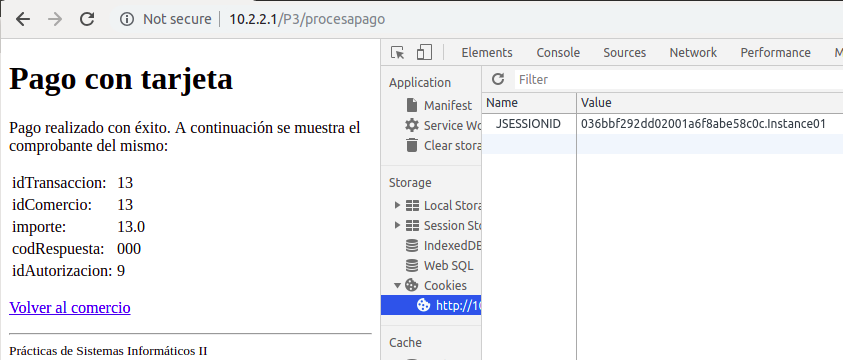 Not secure | 10.2.2.1/P3/procesapago
Pago con tarjeta
Pago realizado con éxito. A continuación se muestra el
comprobante del mismo:
idTransaccion: 13
idComercio: 13
importe: 13.0
codRespuesta: 000
idAutorizacion: 9
Volver al comercio
Prácticas de Sistemas Informáticos II
Elements Console Sources Network Performance M
Application
Manifest
Service Wo
Clear stora
Storage
Local Stora
Session Sto
IndexedDB
Web SQL
Cookies
http://10
Cache
Filter
Name Value
JSESSIONID 036bbf292dd02001a6f8abe58c0c.Instance01